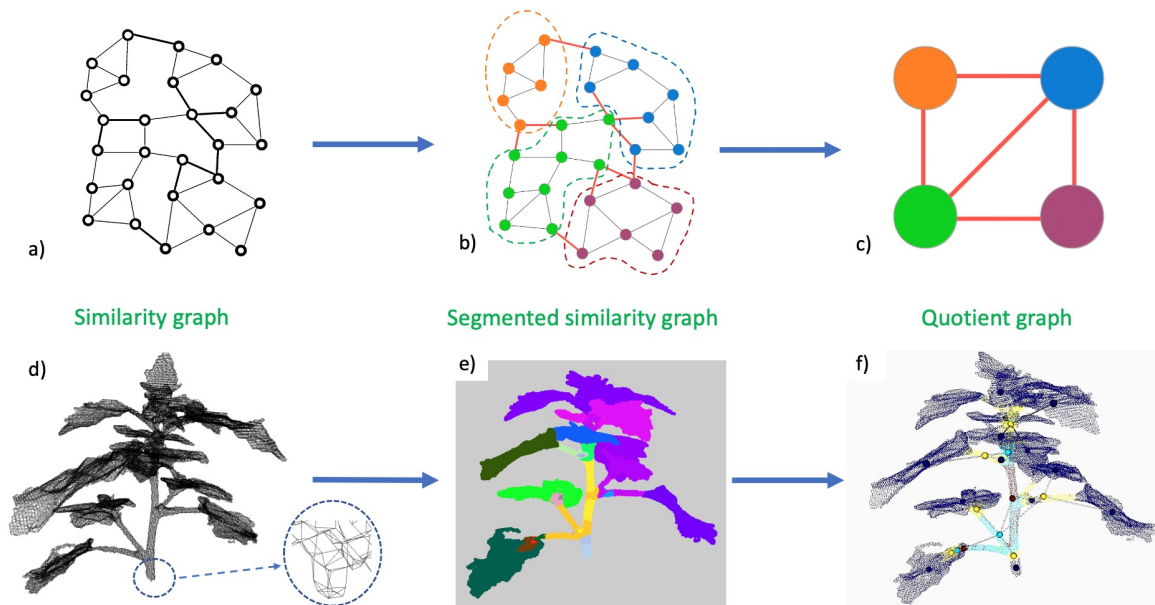 a)
b)
c)
Similarity graph
Segmented similarity graph
Quotient graph
d)
e)
f)